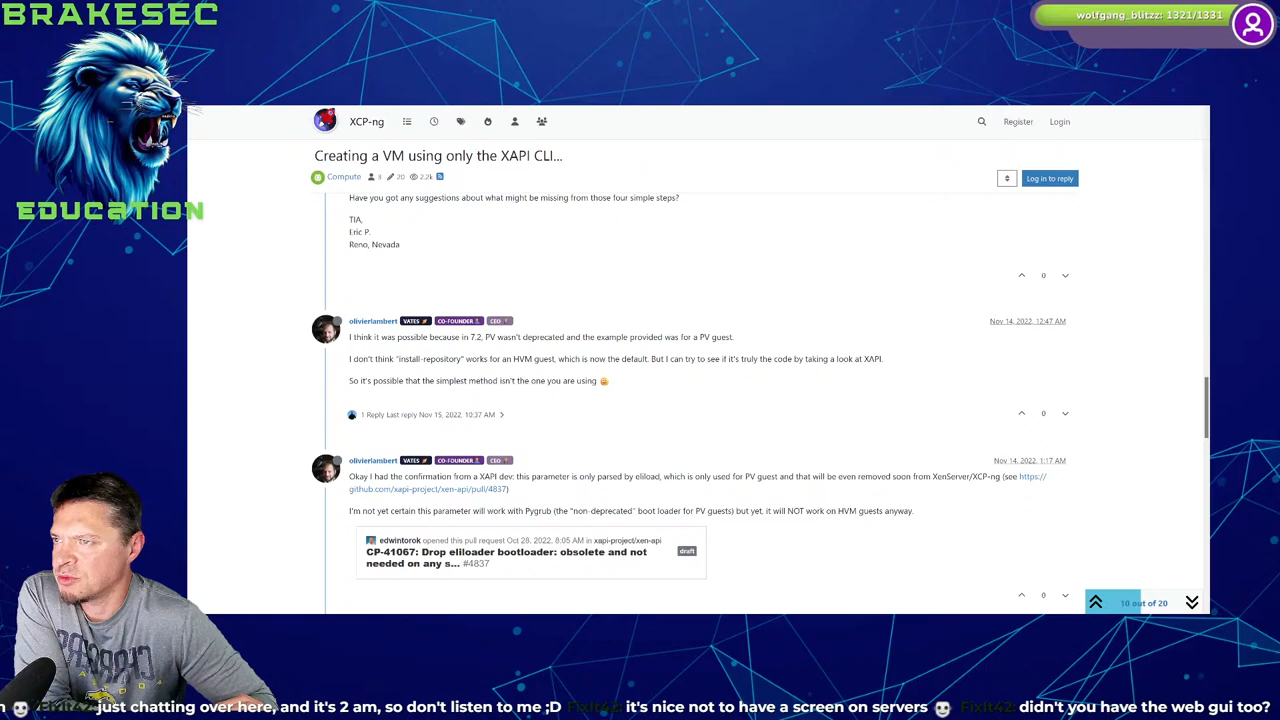 BRAKESEC
EDUCATION
wolfgang_blitzz: 1321/1331
XCP-ng
Register
Login
Creating a VM using only the XAPI CLI...
Compute
3
20
2.2k
Log in to reply
Have you got any suggestions about what might be missing from those four simple steps?
TIA,
Eric P.
Reno, Nevada
0
olivierlambert VATES CO-FOUNDER CEO
Nov 14, 2022, 12:47 AM
I think it was possible because in 7.2, PV wasn't deprecated and the example provided was for a PV guest.
I don't think "install-repository" works for an HVM guest, which is now the default. But I can try to see if it's truly the code by taking a look at XAPI.
So it's possible that the simplest method isn't the one you are using
1 Reply Last reply Nov 15, 2022, 10:37 AM
0
olivierlambert VATES CO-FOUNDER CEO
Nov 14, 2022, 1:17 AM
Okay I had the confirmation from a XAPI dev: this parameter is only parsed by eliload, which is only used for PV guest and that will be even removed soon from XenServer/XCP-ng (see https://
github.com/xapi-project/xen-api/pull/4837)
I'm not yet certain this parameter will work with Pygrub (the "non-deprecated" boot loader for PV guests) but yet, it will NOT work on HVM guests anyway.
edwintorok opened this pull request Oct 28, 2022, 8:05 AM in xapi-project/xen-api
CP-41067: Drop eliloader bootloader: obsolete and not
needed on any s... #4837
draft
0
10 out of 20
just chatting over here, and it's 2 am, so don't listen to me ;D FixIt42: it's nice not to have a screen on servers FixIt42: didn't you have the web gui too?